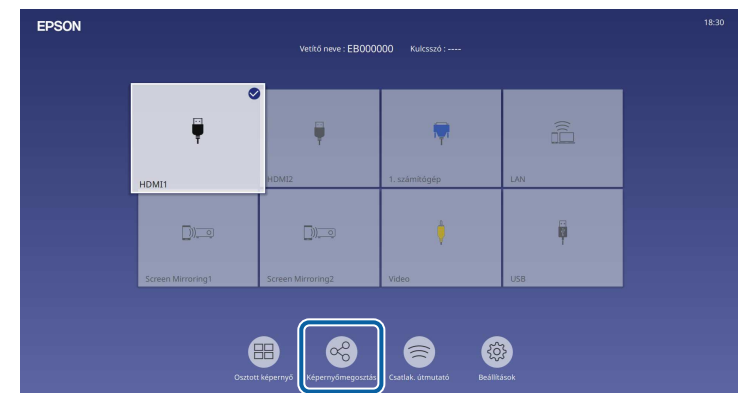 EPSON
18:30
Vetítő neve : EB000000 Kulcsszó : ----
HDMI1
HDMI2
1. számítógép
LAN
Screen Mirroring1
Screen Mirroring2
Video
USB
Osztott képernyő
Képernyőmegosztás
Csatlak. útmutató
Beállítások